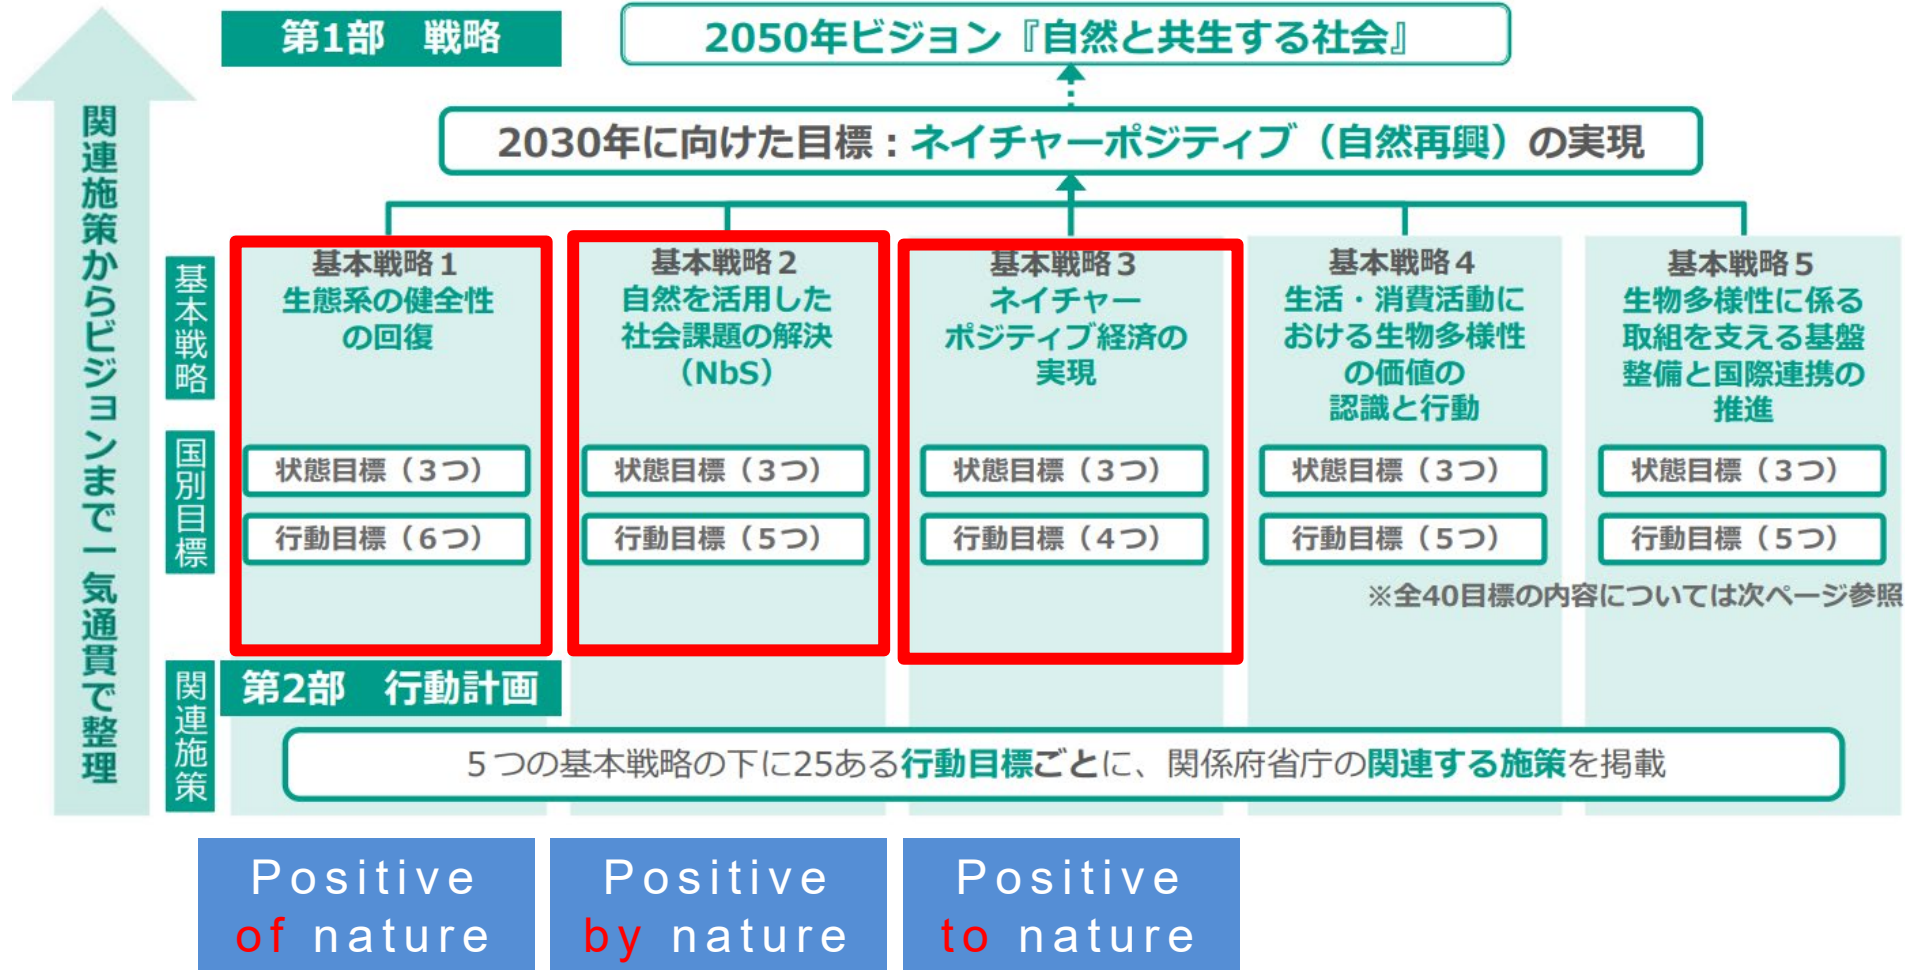 第1部　戦略
2050年ビジョン『自然と共生する社会』
2030年に向けた目標：ネイチャーポジティブ（自然再興）の実現
関連施策からビジョンまで一気通貫で整理
基本戦略
基本戦略１
生態系の健全性
の回復
基本戦略２
自然を活用した
社会課題の解決
（NbS）
基本戦略３
ネイチャー
ポジティブ経済の
実現
基本戦略４
生活・消費活動に
おける生物多様性
の価値の
認識と行動
基本戦略５
生物多様性に係る
取組を支える基盤
整備と国際連携の
推進
国別目標
状態目標（３つ）
状態目標（３つ）
状態目標（３つ）
状態目標（３つ）
状態目標（３つ）
行動目標（６つ）
行動目標（５つ）
行動目標（４つ）
行動目標（５つ）
行動目標（５つ）
※全40目標の内容については次ページ参照
関連施策
第2部　行動計画
５つの基本戦略の下に25ある行動目標ごとに、関係府省庁の関連する施策を掲載
Positive
of nature
Positive
by nature
Positive
to nature